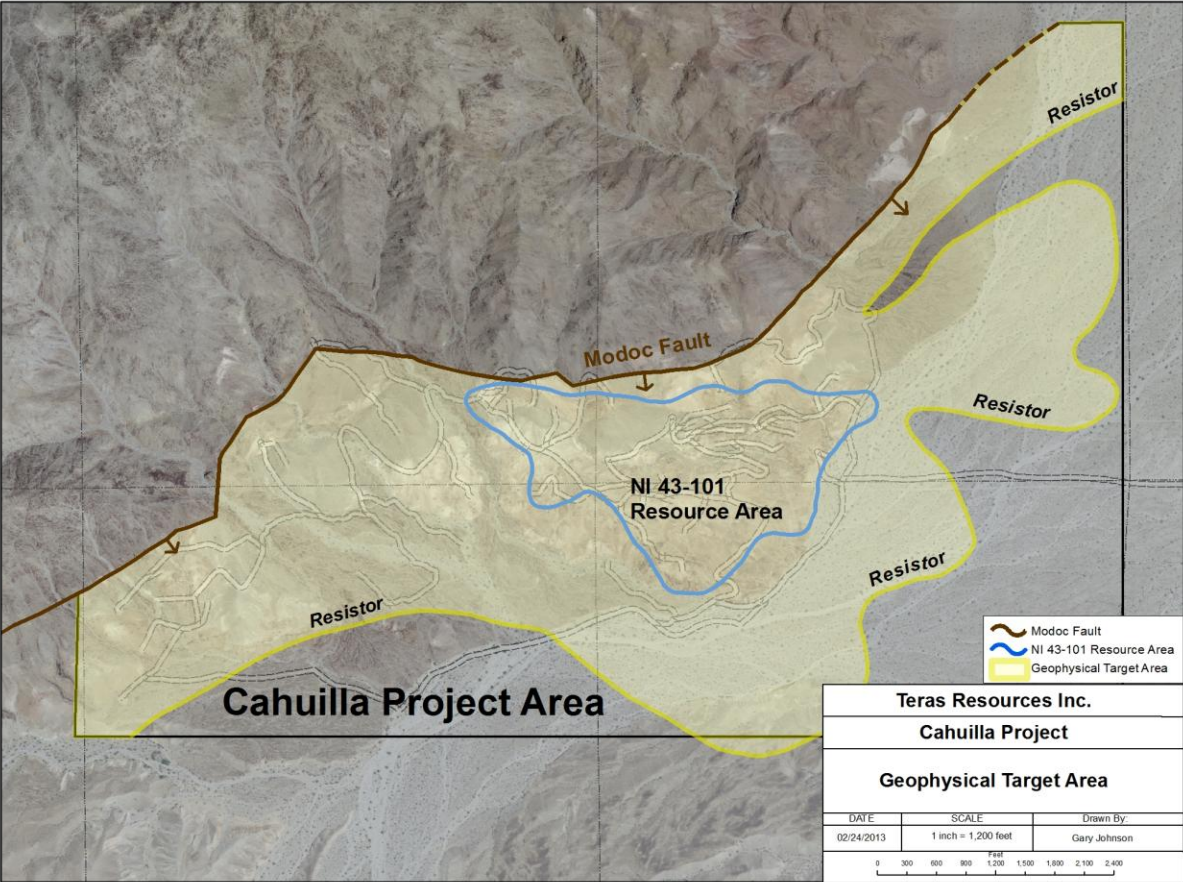 Resistor
Modoc Fault
Resistor
NI 43-101
Resource Area
Resistor
Resistor
Cahuilla Project Area
Modoc Fault
NI 43-101 Resource Area
Geophysical Target Area
Teras Resources Inc.
Cahuilla Project
Geophysical Target Area
DATE SCALE Drawn By:
02/24/2013 1 inch = 1,200 feet Gary Johnson
Feet
0 300 600 900 1,200 1,500 1,800 2,100 2,400